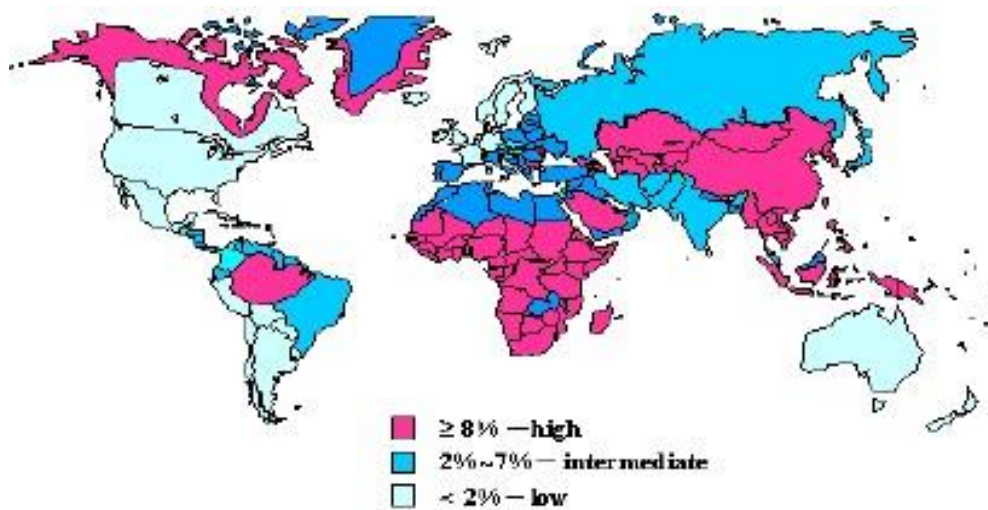 ≥ 8% — high
2%~7% — intermediate
< 2% — low